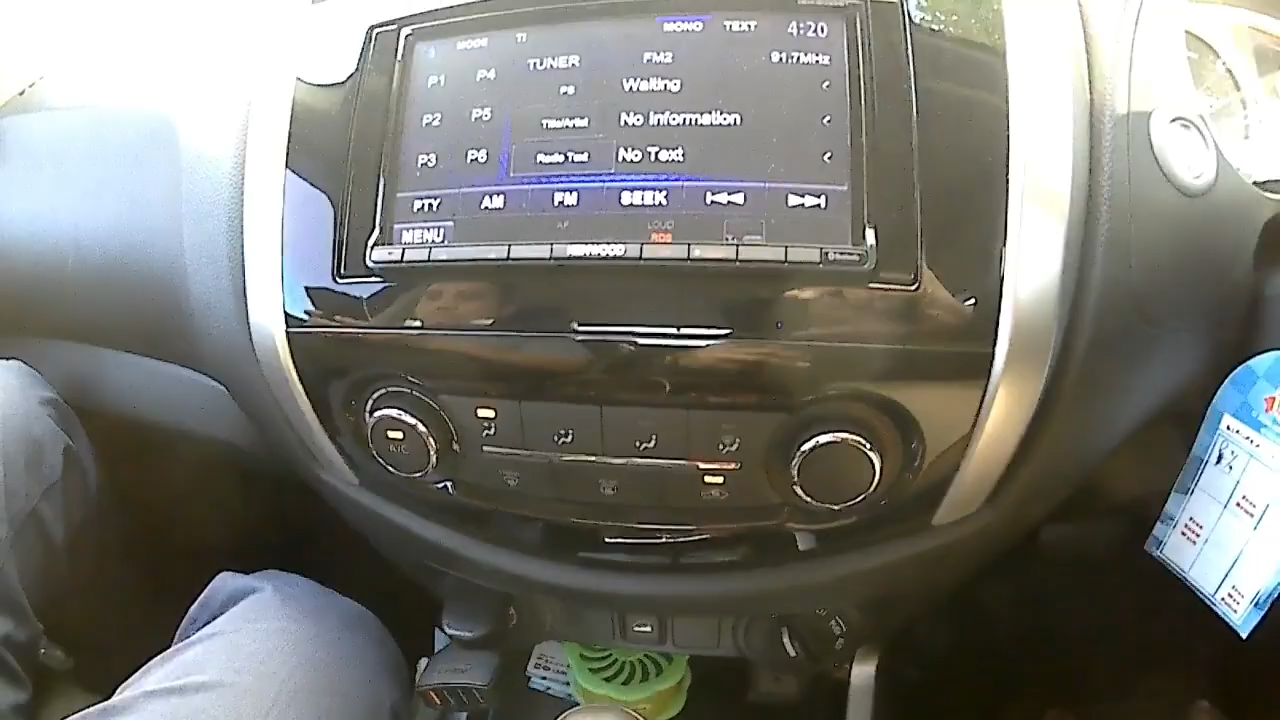 MODE TI MONO TEXT 4:20
TUNER FM2 91.7MHz
P1 P4 PS Waiting
P2 P5 Title/Artist No Information
P3 P6 Radio Text No Text
PTY AM FM SEEK
AF LOUD
MENU RDS
KENWOOD
A/C